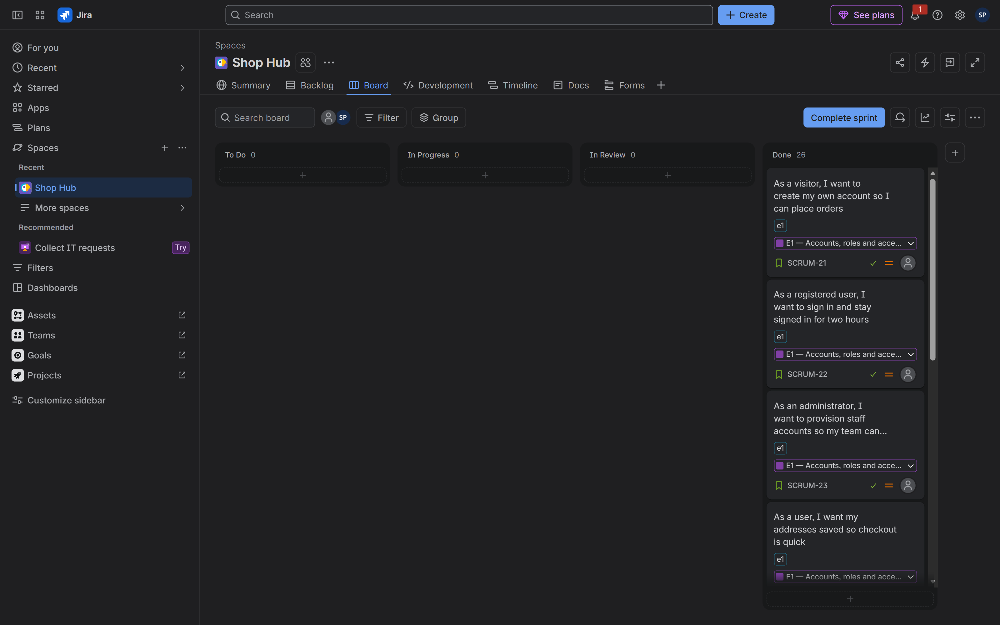 Jira
Search
Create
See plans
1
SP
For you
Recent
Starred
Apps
Plans
Spaces
Recent
Shop Hub
More spaces
Recommended
Collect IT requests
Try
Filters
Dashboards
Assets
Teams
Goals
Projects
Customize sidebar
Spaces
Shop Hub
Summary
Backlog
Board
Development
Timeline
Docs
Forms
Search board
SP
Filter
Group
Complete sprint
To Do 0
In Progress 0
In Review 0
Done 26
As a visitor, I want to
create my own account so I
can place orders
e1
E1 — Accounts, roles and acce...
SCRUM-21
As a registered user, I
want to sign in and stay
signed in for two hours
e1
E1 — Accounts, roles and acce...
SCRUM-22
As an administrator, I
want to provision staff
accounts so my team can...
e1
E1 — Accounts, roles and acce...
SCRUM-23
As a user, I want my
addresses saved so checkout
is quick
e1
E1 — Accounts, roles and acce...